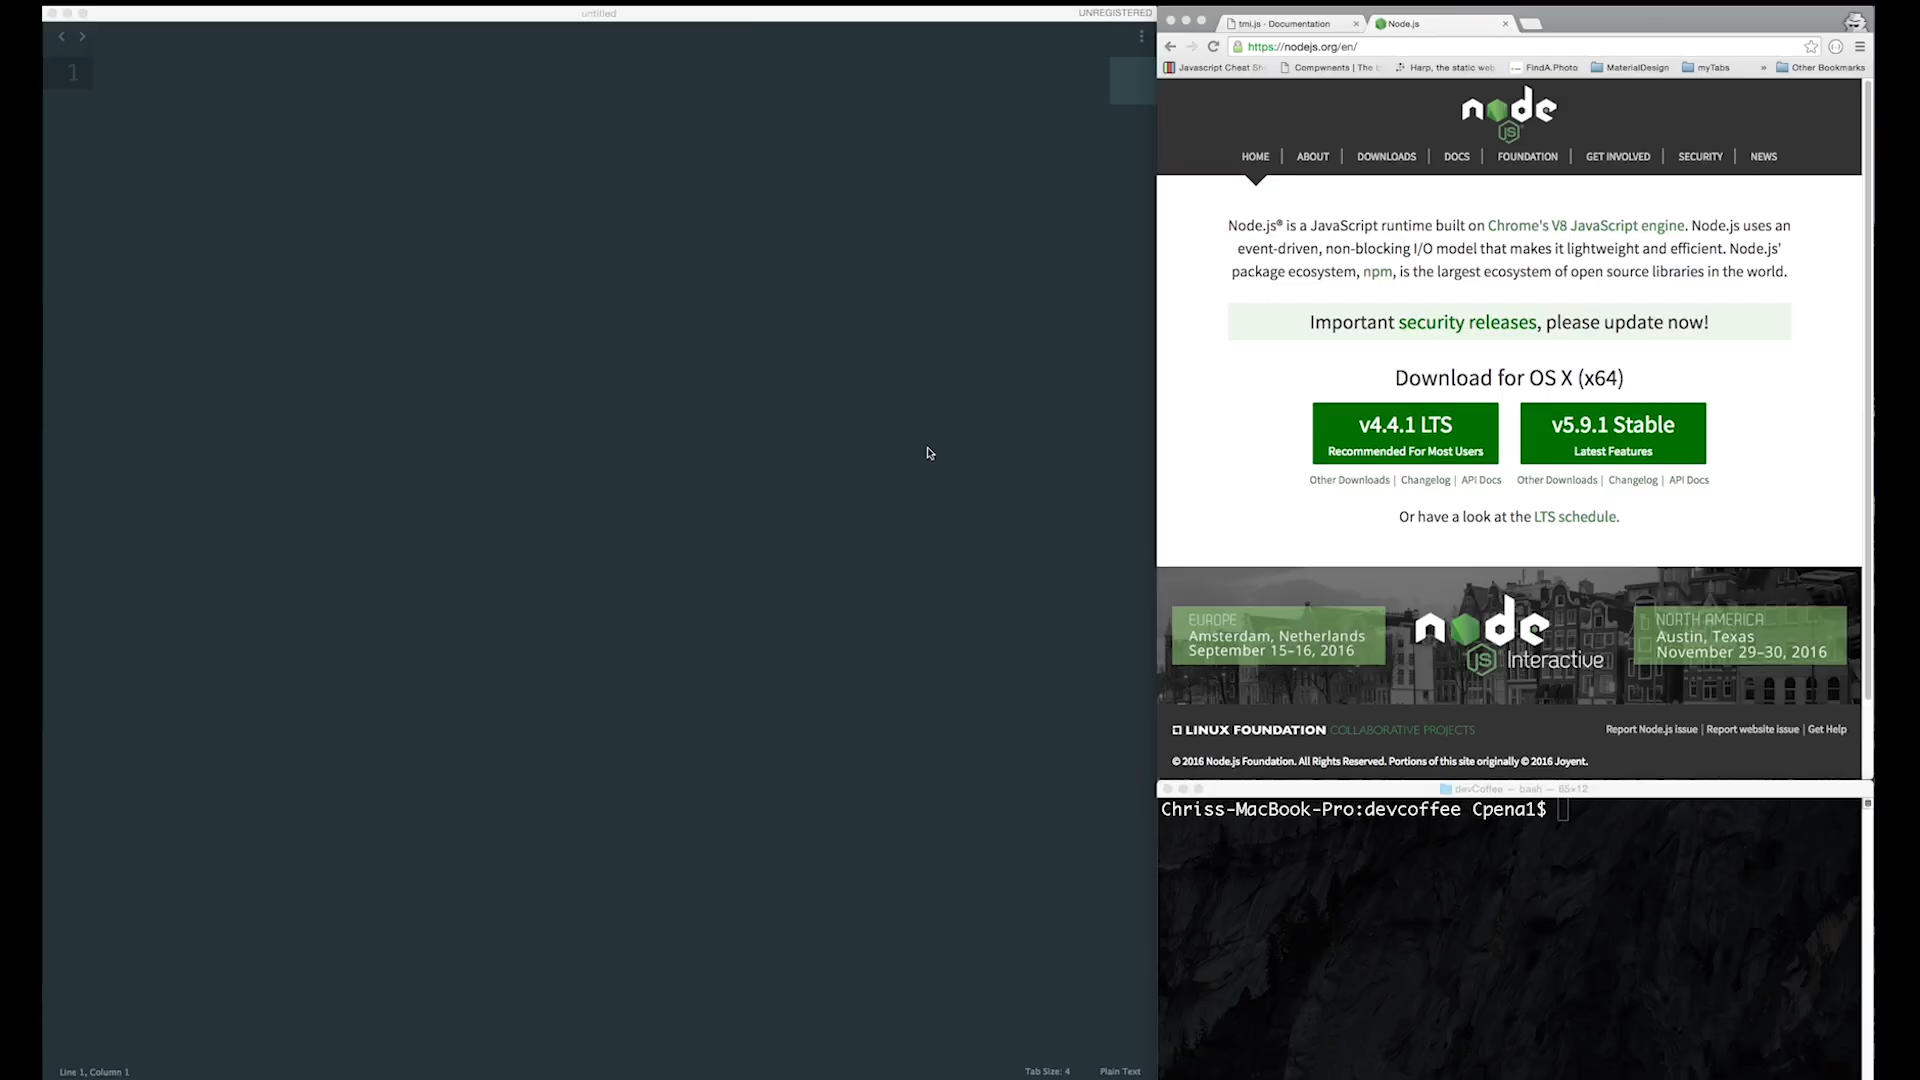 untitled
UNREGISTERED
1
Line 1, Column 1
Tab Size: 4
Plain Text
tmi.js - Documentation
Node.js
https://nodejs.org/en/
Javascript Cheat Sh
Compwnents | The b
Harp, the static web
FindA.Photo
MaterialDesign
myTabs
»
Other Bookmarks
node
JS
HOME | ABOUT | DOWNLOADS | DOCS | FOUNDATION | GET INVOLVED | SECURITY | NEWS
Node.js® is a JavaScript runtime built on Chrome's V8 JavaScript engine. Node.js uses an
event-driven, non-blocking I/O model that makes it lightweight and efficient. Node.js'
package ecosystem, npm, is the largest ecosystem of open source libraries in the world.
Important security releases, please update now!
Download for OS X (x64)
v4.4.1 LTS
Recommended For Most Users
v5.9.1 Stable
Latest Features
Other Downloads | Changelog | API Docs
Other Downloads | Changelog | API Docs
Or have a look at the LTS schedule.
EUROPE
Amsterdam, Netherlands
September 15-16, 2016
node
JS Interactive
NORTH AMERICA
Austin, Texas
November 29-30, 2016
LINUX FOUNDATION COLLABORATIVE PROJECTS
Report Node.js issue | Report website issue | Get Help
© 2016 Node.js Foundation. All Rights Reserved. Portions of this site originally © 2016 Joyent.
devCoffee — bash — 65×12
Chriss-MacBook-Pro:devcoffee Cpena1$